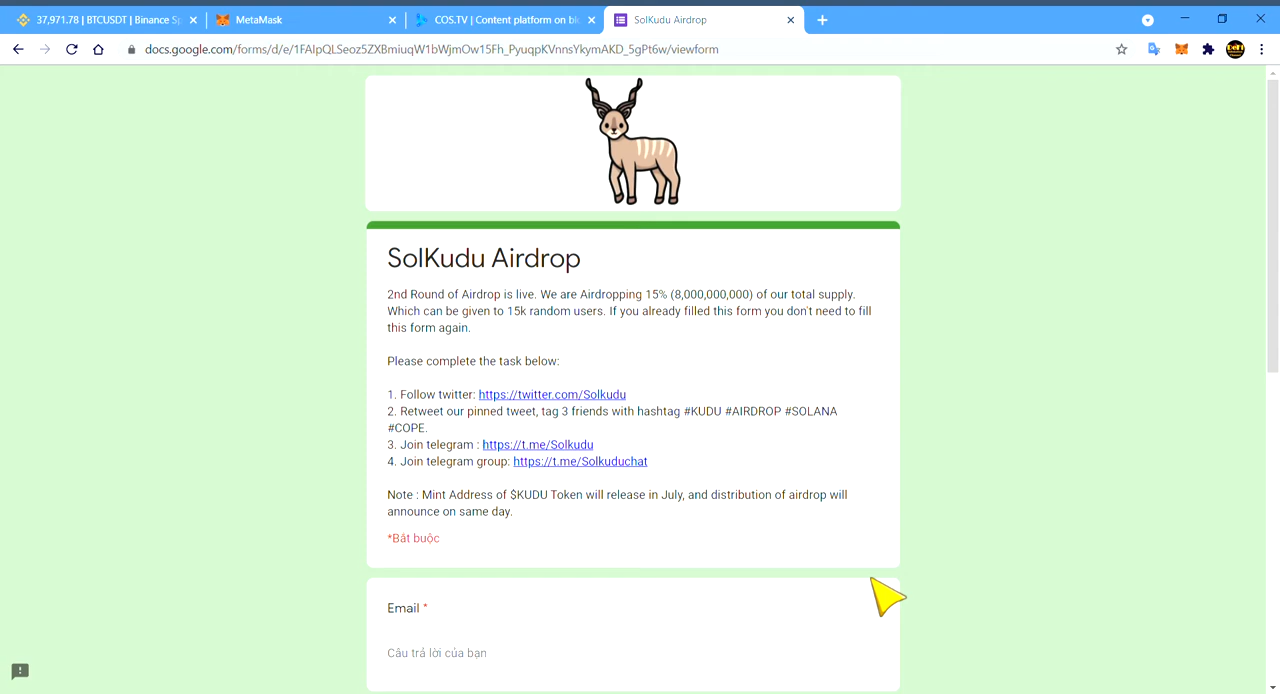 37,971.78 | BTCUSDT | Binance Sp
MetaMask
COS.TV | Content platform on blo
SolKudu Airdrop
docs.google.com/forms/d/e/1FAIpQLSeoz5ZXBmiuqW1bWjmOw15Fh_PyuqpKVnnsYkymAKD_5gPt6w/viewform
SolKudu Airdrop
2nd Round of Airdrop is live. We are Airdropping 15% (8,000,000,000) of our total supply.
Which can be given to 15k random users. If you already filled this form you don't need to fill
this form again.
Please complete the task below:
1. Follow twitter: https://twitter.com/Solkudu
2. Retweet our pinned tweet, tag 3 friends with hashtag #KUDU #AIRDROP #SOLANA
#COPE.
3. Join telegram : https://t.me/Solkudu
4. Join telegram group: https://t.me/Solkuduchat
Note : Mint Address of $KUDU Token will release in July, and distribution of airdrop will
announce on same day.
*Bắt buộc
Email *
Câu trả lời của bạn